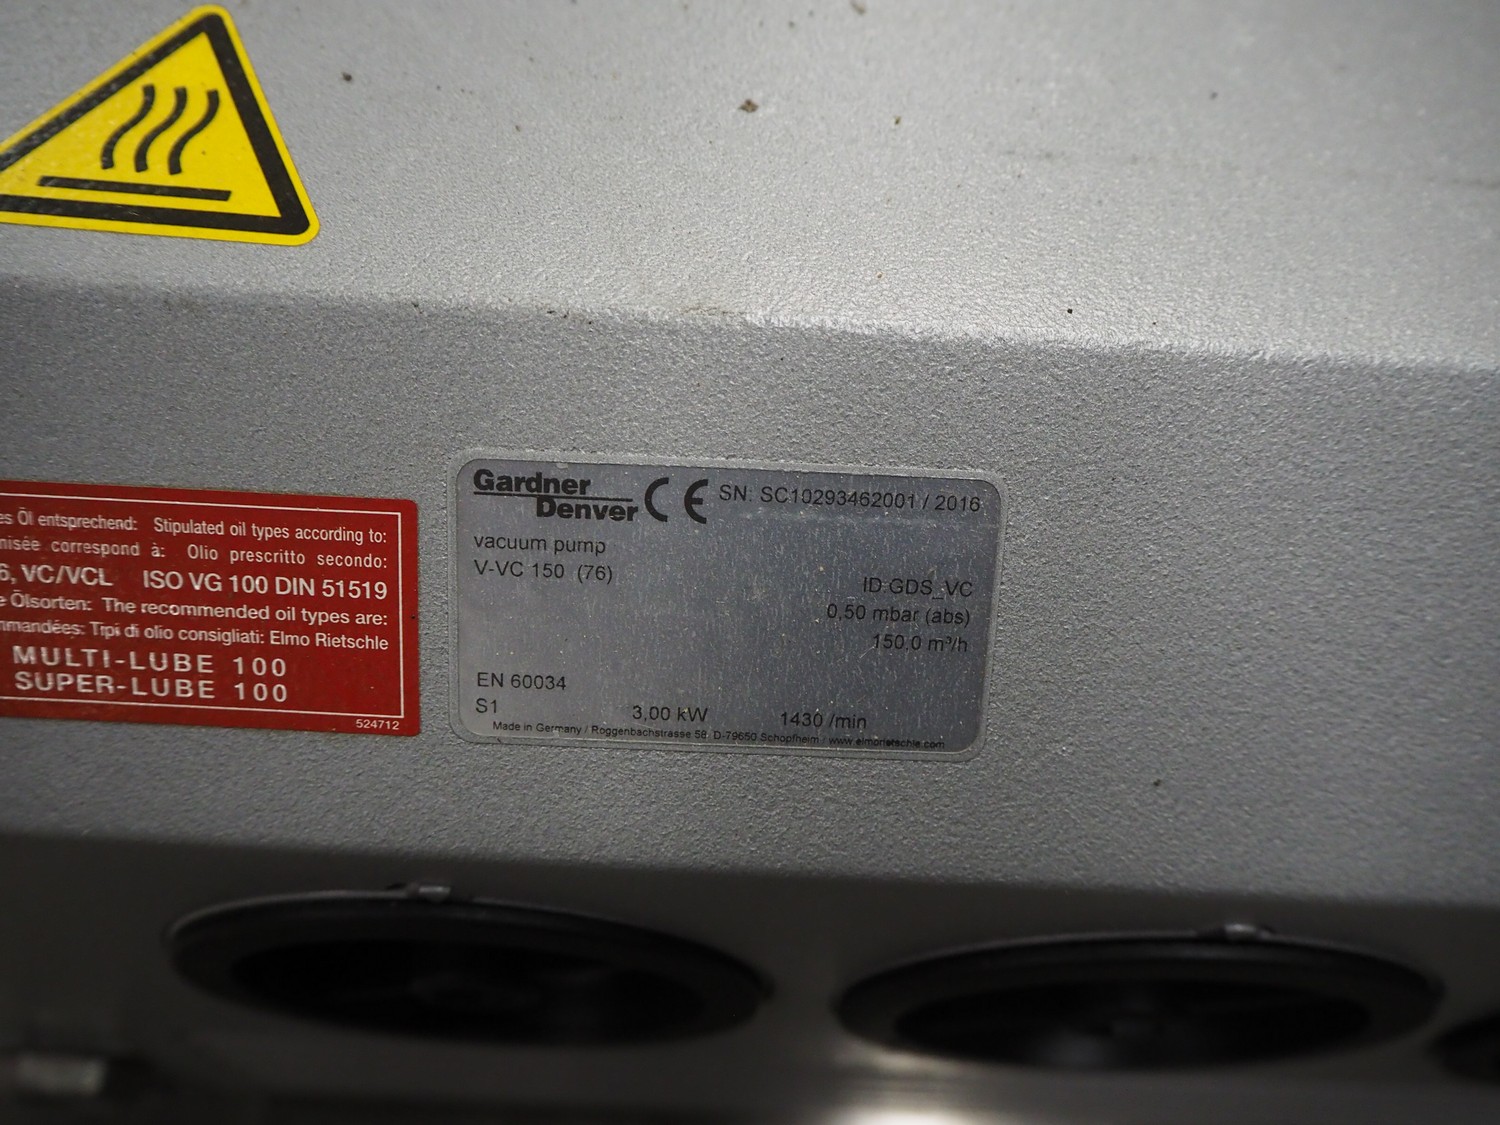 es Öl entsprechend: Stipulated oil types according to:
nisée correspond à: Olio prescritto secondo:
6, VC/VCL ISO VG 100 DIN 51519
e Ölsorten: The recommended oil types are:
mmandées: Tipi di olio consigliati: Elmo Rietschle
MULTI-LUBE 100
SUPER-LUBE 100
524712
Gardner
Denver CE SN: SC10293462001 / 2016
vacuum pump
V-VC 150 (76)
ID:GDS_VC
0,50 mbar (abs)
150,0 m³/h
EN 60034
S1 3,00 kW 1430 /min
Made in Germany / Roggenbachstrasse 58, D-79650 Schopfheim / www.elmorietschle.com